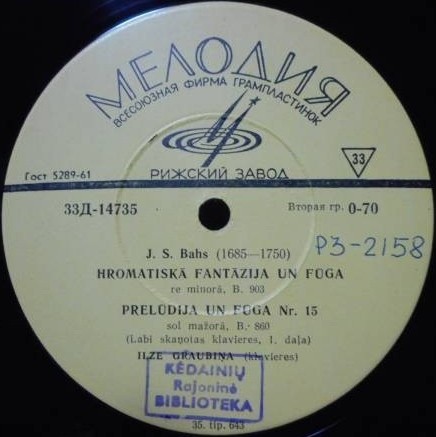 МЕЛОДИЯ
ВСЕСОЮЗНАЯ ФИРМА ГРАМПЛАСТИНОК
33
Гост 5289-61
РИЖСКИЙ ЗАВОД
33Д-14735
Вторая гр. 0-70
J. S. Bahs (1685—1750)
РЗ-2158
HROMATISKĀ FANTĀZIJA UN FŪGA
re minorā, B. 903
PRELŪDIJA UN FŪGA Nr. 15
sol mažorā, B. 860
(Labi skaņotas klavieres, 1. daļa)
ILZE GRAUBIŅA (klavieres)
KĖDAINIŲ
Rajoninė
BIBLIOTEKA
35. tip. 643